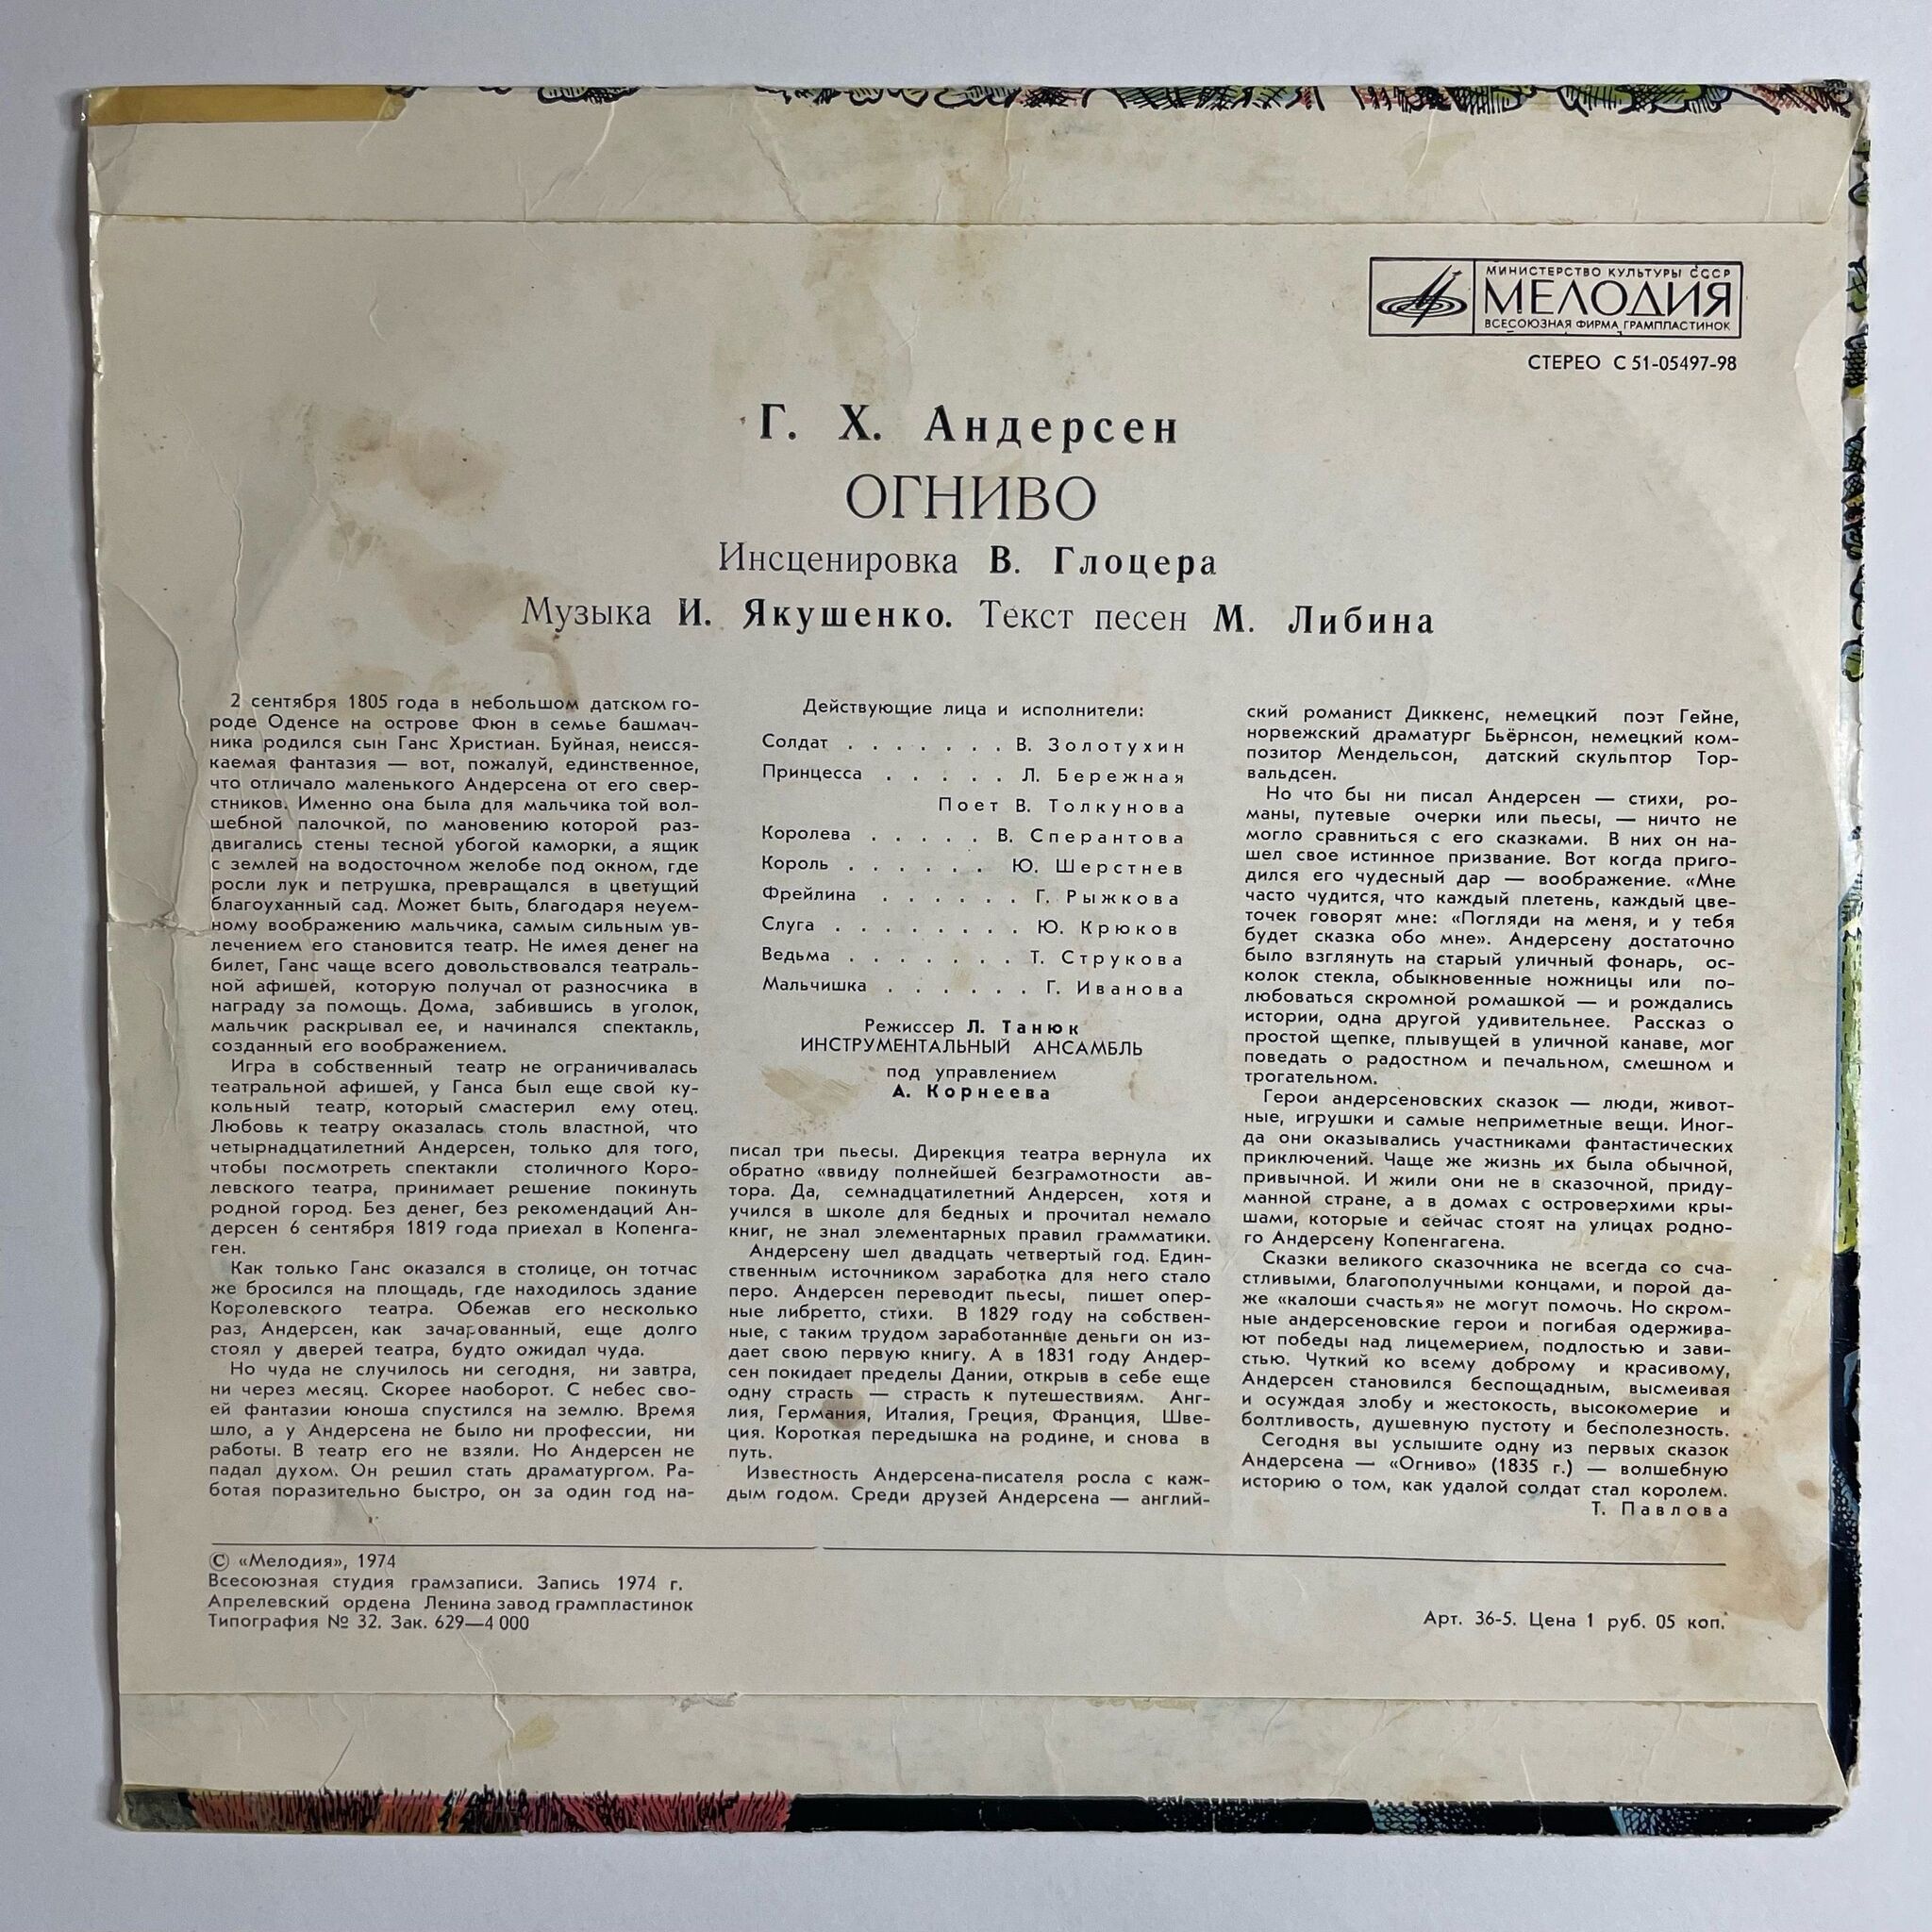 МИНИСТЕРСТВО КУЛЬТУРЫ СССР
МЕЛОДИЯ
ВСЕСОЮЗНАЯ ФИРМА ГРАМПЛАСТИНОК
СТЕРЕО С 51-05497-98
Г. Х. Андерсен
ОГНИВО
Инсценировка В. Глоцера
Музыка И. Якушенко. Текст песен М. Либина
2 сентября 1805 года в небольшом датском го-
роде Оденсе на острове Фюн в семье башмач-
ника родился сын Ганс Христиан. Буйная, неисся-
каемая фантазия — вот, пожалуй, единственное,
что отличало маленького Андерсена от его свер-
стников. Именно она была для мальчика той вол-
шебной палочкой, по мановению которой раз-
двигались стены тесной убогой каморки, а ящик
с землей на водосточном желобе под окном, где
росли лук и петрушка, превращался в цветущий
благоуханный сад. Может быть, благодаря неуем-
ному воображению мальчика, самым сильным ув-
лечением его становится театр. Не имея денег на
билет, Ганс чаще всего довольствовался театраль-
ной афишей, которую получал от разносчика в
награду за помощь. Дома, забившись в уголок,
мальчик раскрывал ее, и начинался спектакль,
созданный его воображением.
Игра в собственный театр не ограничивалась
театральной афишей, у Ганса был еще свой ку-
кольный театр, который смастерил ему отец.
Любовь к театру оказалась столь властной, что
четырнадцатилетний Андерсен, только для того,
чтобы посмотреть спектакли столичного Коро-
левского театра, принимает решение покинуть
родной город. Без денег, без рекомендаций Ан-
дерсен 6 сентября 1819 года приехал в Копенга-
ген.
Как только Ганс оказался в столице, он тотчас
же бросился на площадь, где находилось здание
Королевского театра. Обежав его несколько
раз, Андерсен, как зачарованный, еще долго
стоял у дверей театра, будто ожидал чуда.
Но чуда не случилось ни сегодня, ни завтра,
ни через месяц. Скорее наоборот. С небес сво-
ей фантазии юноша спустился на землю. Время
шло, а у Андерсена не было ни профессии, ни
работы. В театр его не взяли. Но Андерсен не
падал духом. Он решил стать драматургом. Ра-
ботая поразительно быстро, он за один год на-
Действующие лица и исполнители:
Солдат . . . . . . . В. Золотухин
Принцесса . . . . . Л. Бережная
Поет В. Толкунова
Королева . . . . . В. Сперантова
Король . . . . . . Ю. Шерстнев
Фрейлина . . . . . . Г. Рыжкова
Слуга . . . . . . . . Ю. Крюков
Ведьма . . . . . . . Т. Струкова
Мальчишка . . . . . . Г. Иванова
Режиссер Л. Танюк
ИНСТРУМЕНТАЛЬНЫЙ АНСАМБЛЬ
под управлением
А. Корнеева
писал три пьесы. Дирекция театра вернула их
обратно «ввиду полнейшей безграмотности ав-
тора. Да, семнадцатилетний Андерсен, хотя и
учился в школе для бедных и прочитал немало
книг, не знал элементарных правил грамматики.
Андерсену шел двадцать четвертый год. Един-
ственным источником заработка для него стало
перо. Андерсен переводит пьесы, пишет опер-
ные либретто, стихи. В 1829 году на собствен-
ные, с таким трудом заработанные деньги он из-
дает свою первую книгу. А в 1831 году Андер-
сен покидает пределы Дании, открыв в себе еще
одну страсть — страсть к путешествиям. Анг-
лия, Германия, Италия, Греция, Франция, Шве-
ция. Короткая передышка на родине, и снова в
путь.
Известность Андерсена-писателя росла с каж-
дым годом. Среди друзей Андерсена — англий-
ский романист Диккенс, немецкий поэт Гейне,
норвежский драматург Бьёрнсон, немецкий ком-
позитор Мендельсон, датский скульптор Тор-
вальдсен.
Но что бы ни писал Андерсен — стихи, ро-
маны, путевые очерки или пьесы, — ничто не
могло сравниться с его сказками. В них он на-
шел свое истинное призвание. Вот когда приго-
дился его чудесный дар — воображение. «Мне
часто чудится, что каждый плетень, каждый цве-
точек говорят мне: «Погляди на меня, и у тебя
будет сказка обо мне». Андерсену достаточно
было взглянуть на старый уличный фонарь, ос-
колок стекла, обыкновенные ножницы или по-
любоваться скромной ромашкой — и рождались
истории, одна другой удивительнее. Рассказ о
простой щепке, плывущей в уличной канаве, мог
поведать о радостном и печальном, смешном и
трогательном.
Герои андерсеновских сказок — люди, живот-
ные, игрушки и самые неприметные вещи. Иног-
да они оказывались участниками фантастических
приключений. Чаще же жизнь их была обычной,
привычной. И жили они не в сказочной, приду-
манной стране, а в домах с островерхими кры-
шами, которые и сейчас стоят на улицах родно-
го Андерсену Копенгагена.
Сказки великого сказочника не всегда со сча-
стливыми, благополучными концами, и порой да-
же «калоши счастья» не могут помочь. Но скром-
ные андерсеновские герои и погибая одержива-
ют победы над лицемерием, подлостью и зави-
стью. Чуткий ко всему доброму и красивому,
Андерсен становился беспощадным, высмеивая
и осуждая злобу и жестокость, высокомерие и
болтливость, душевную пустоту и бесполезность.
Сегодня вы услышите одну из первых сказок
Андерсена — «Огниво» (1835 г.) — волшебную
историю о том, как удалой солдат стал королем.
Т. Павлова
© «Мелодия», 1974
Всесоюзная студия грамзаписи. Запись 1974 г.
Апрелевский ордена Ленина завод грампластинок
Типография № 32. Зак. 629—4 000
Арт. 36-5. Цена 1 руб. 05 коп.